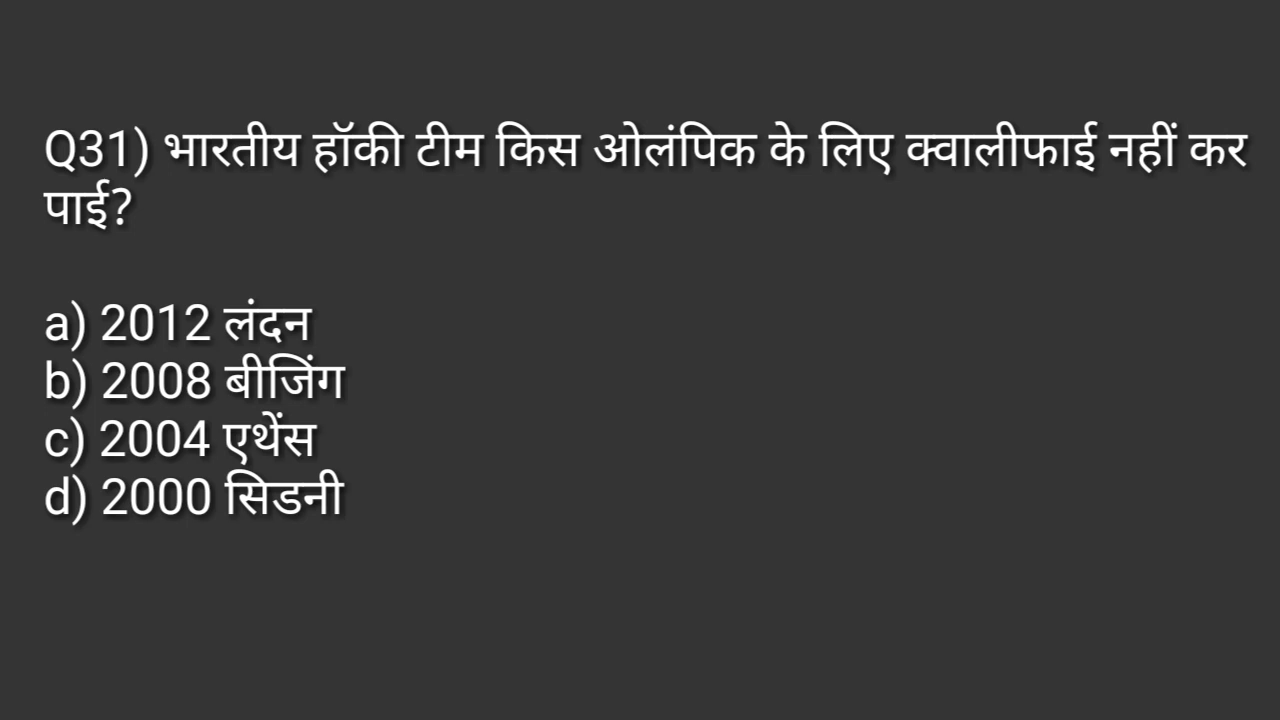 Q31) भारतीय हॉकी टीम किस ओलंपिक के लिए क्वालीफाई नहीं कर
पाई?
a) 2012 लंदन
b) 2008 बीजिंग
c) 2004 एथेंस
d) 2000 सिडनी